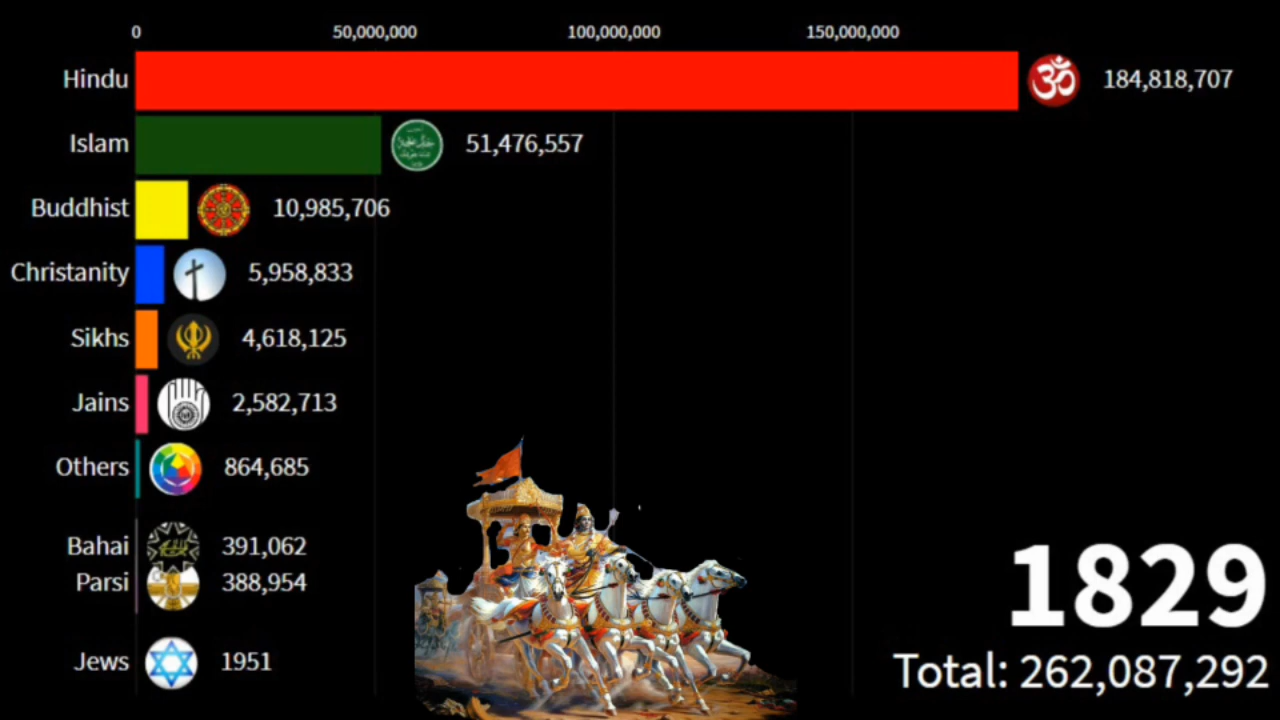 0 50,000,000 100,000,000 150,000,000
Hindu ॐ 184,818,707
Islam 51,476,557
Buddhist 10,985,706
Christanity 5,958,833
Sikhs 4,618,125
Jains 2,582,713
Others 864,685
Bahai 391,062
Parsi 388,954
Jews 1951
1829
Total: 262,087,292